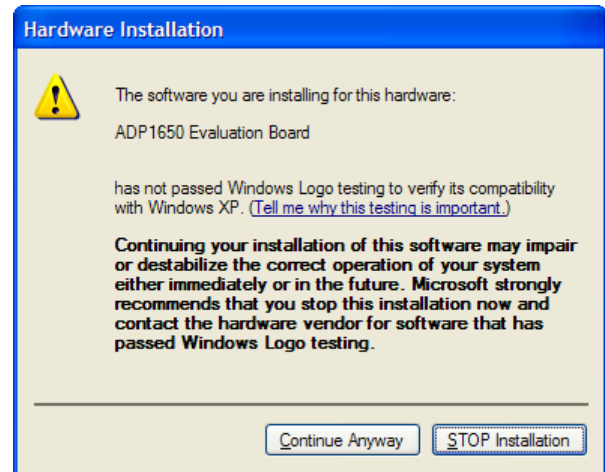 Hardware Installation
The software you are installing for this hardware:
ADP1650 Evaluation Board
has not passed Windows Logo testing to verify its compatibility
with Windows XP. (Tell me why this testing is important.)
Continuing your installation of this software may impair
or destabilize the correct operation of your system
either immediately or in the future. Microsoft strongly
recommends that you stop this installation now and
contact the hardware vendor for software that has
passed Windows Logo testing.
Continue Anyway STOP Installation